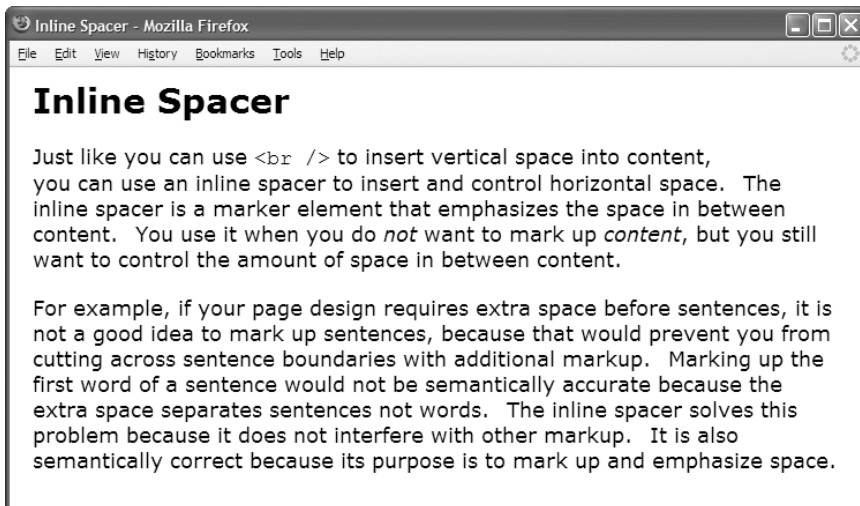 Inline Spacer - Mozilla Firefox
File Edit View History Bookmarks Tools Help
Inline Spacer
Just like you can use <br /> to insert vertical space into content,
you can use an inline spacer to insert and control horizontal space. The
inline spacer is a marker element that emphasizes the space in between
content. You use it when you do not want to mark up content, but you still
want to control the amount of space in between content.
For example, if your page design requires extra space before sentences, it is
not a good idea to mark up sentences, because that would prevent you from
cutting across sentence boundaries with additional markup. Marking up the
first word of a sentence would not be semantically accurate because the
extra space separates sentences not words. The inline spacer solves this
problem because it does not interfere with other markup. It is also
semantically correct because its purpose is to mark up and emphasize space.